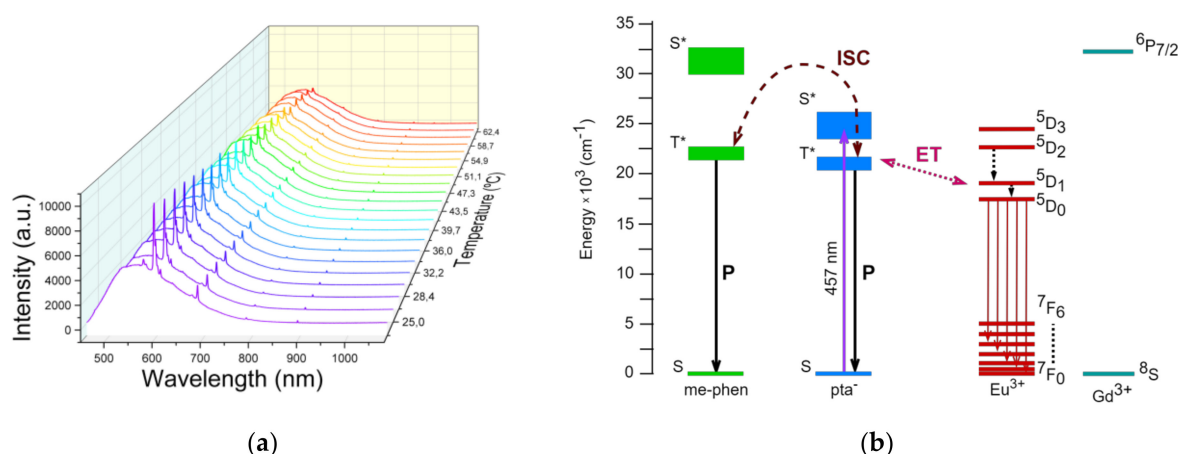 Intensity (a.u.)
10000
8000
6000
4000
2000
0
500
600
700
800
900
1000
Wavelength (nm)
25,0
28,4
32,2
36,0
39,7
43,5
47,3
51,1
54,9
58,7
62,4
Temperature (ºC)
(a)
Energy × 10³ (cm⁻¹)
35
30
25
20
15
10
5
0
S*
T*
S
P
me-phen
ISC
S*
T*
457 nm
P
S
pta⁻
ET
⁵D₃
⁵D₂
⁵D₁
⁵D₀
⁷F₆
⁷F₀
Eu³⁺
⁶P7/2
⁸S
Gd³⁺
(b)